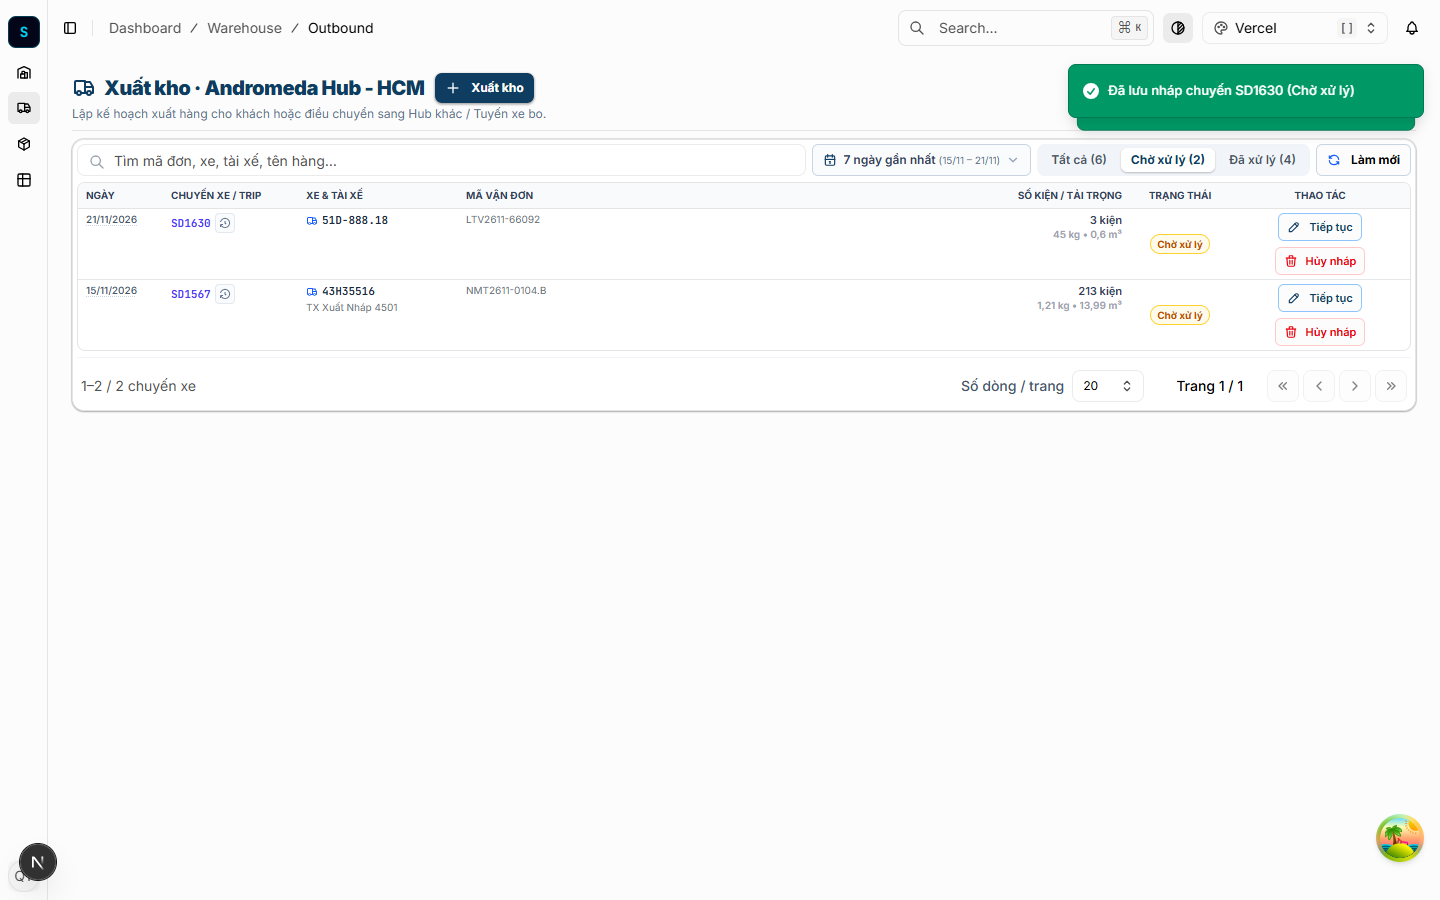 S
Dashboard / Warehouse / Outbound
Search...
⌘ K
Vercel
[ ]
Xuất kho · Andromeda Hub - HCM
+ Xuất kho
Lập kế hoạch xuất hàng cho khách hoặc điều chuyển sang Hub khác / Tuyến xe bo.
Đã lưu nháp chuyến SD1630 (Chờ xử lý)
Tìm mã đơn, xe, tài xế, tên hàng...
7 ngày gần nhất (15/11 – 21/11)
Tất cả (6)
Chờ xử lý (2)
Đã xử lý (4)
Làm mới
NGÀY CHUYẾN XE / TRIP XE & TÀI XẾ MÃ VẬN ĐƠN SỐ KIỆN / TẢI TRỌNG TRẠNG THÁI THAO TÁC
21/11/2026 SD1630 51D-888.18 LTV2611-66092 3 kiện
45 kg • 0,6 m³
Chờ xử lý
Tiếp tục
Hủy nháp
15/11/2026 SD1567 43H35516 NMT2611-0104.B 213 kiện
TX Xuất Nháp 4501
1,21 kg • 13,99 m³
Chờ xử lý
Tiếp tục
Hủy nháp
1–2 / 2 chuyến xe
Số dòng / trang 20
Trang 1 / 1
N